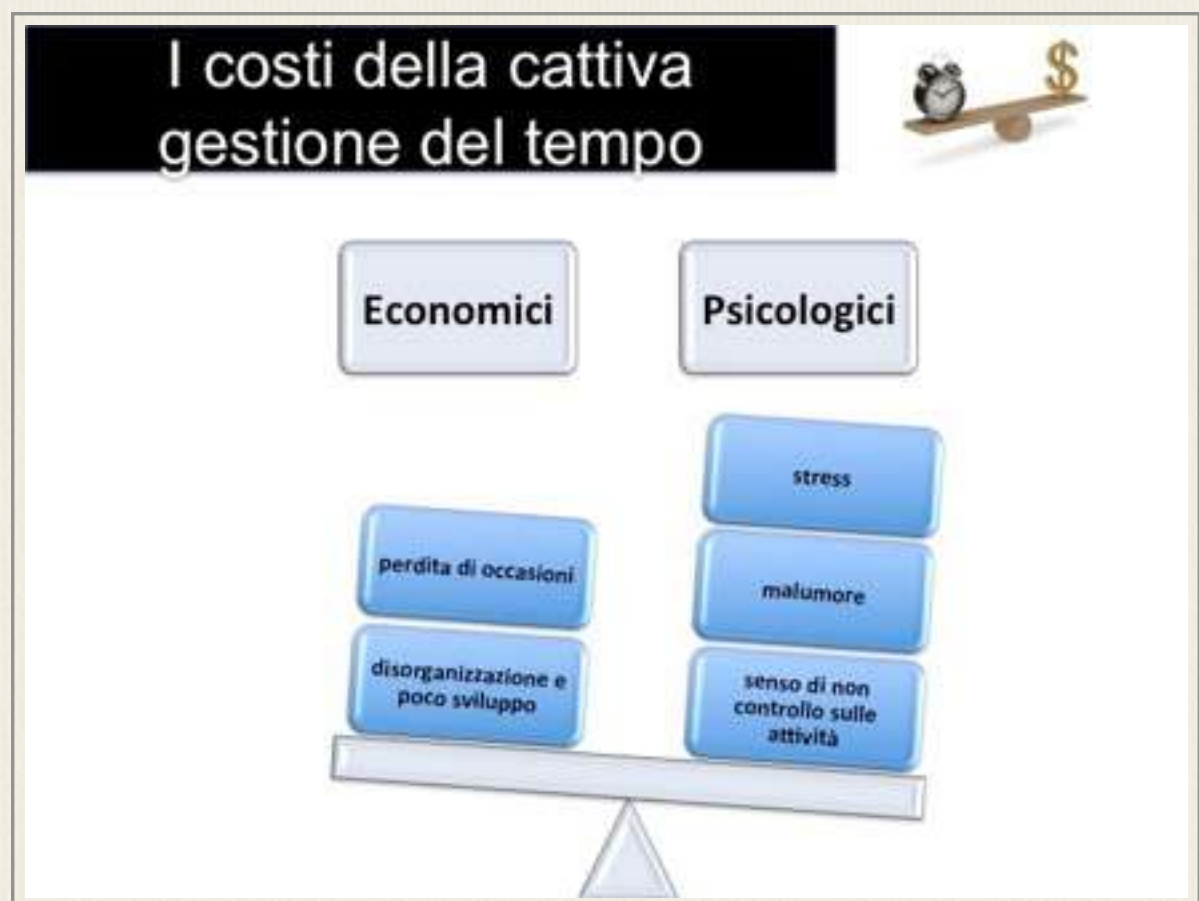 I costi della cattiva
gestione del tempo
$
Economici
Psicologici
perdita di occasioni
disorganizzazione e
poco sviluppo
stress
malumore
senso di non
controllo sulle
attività